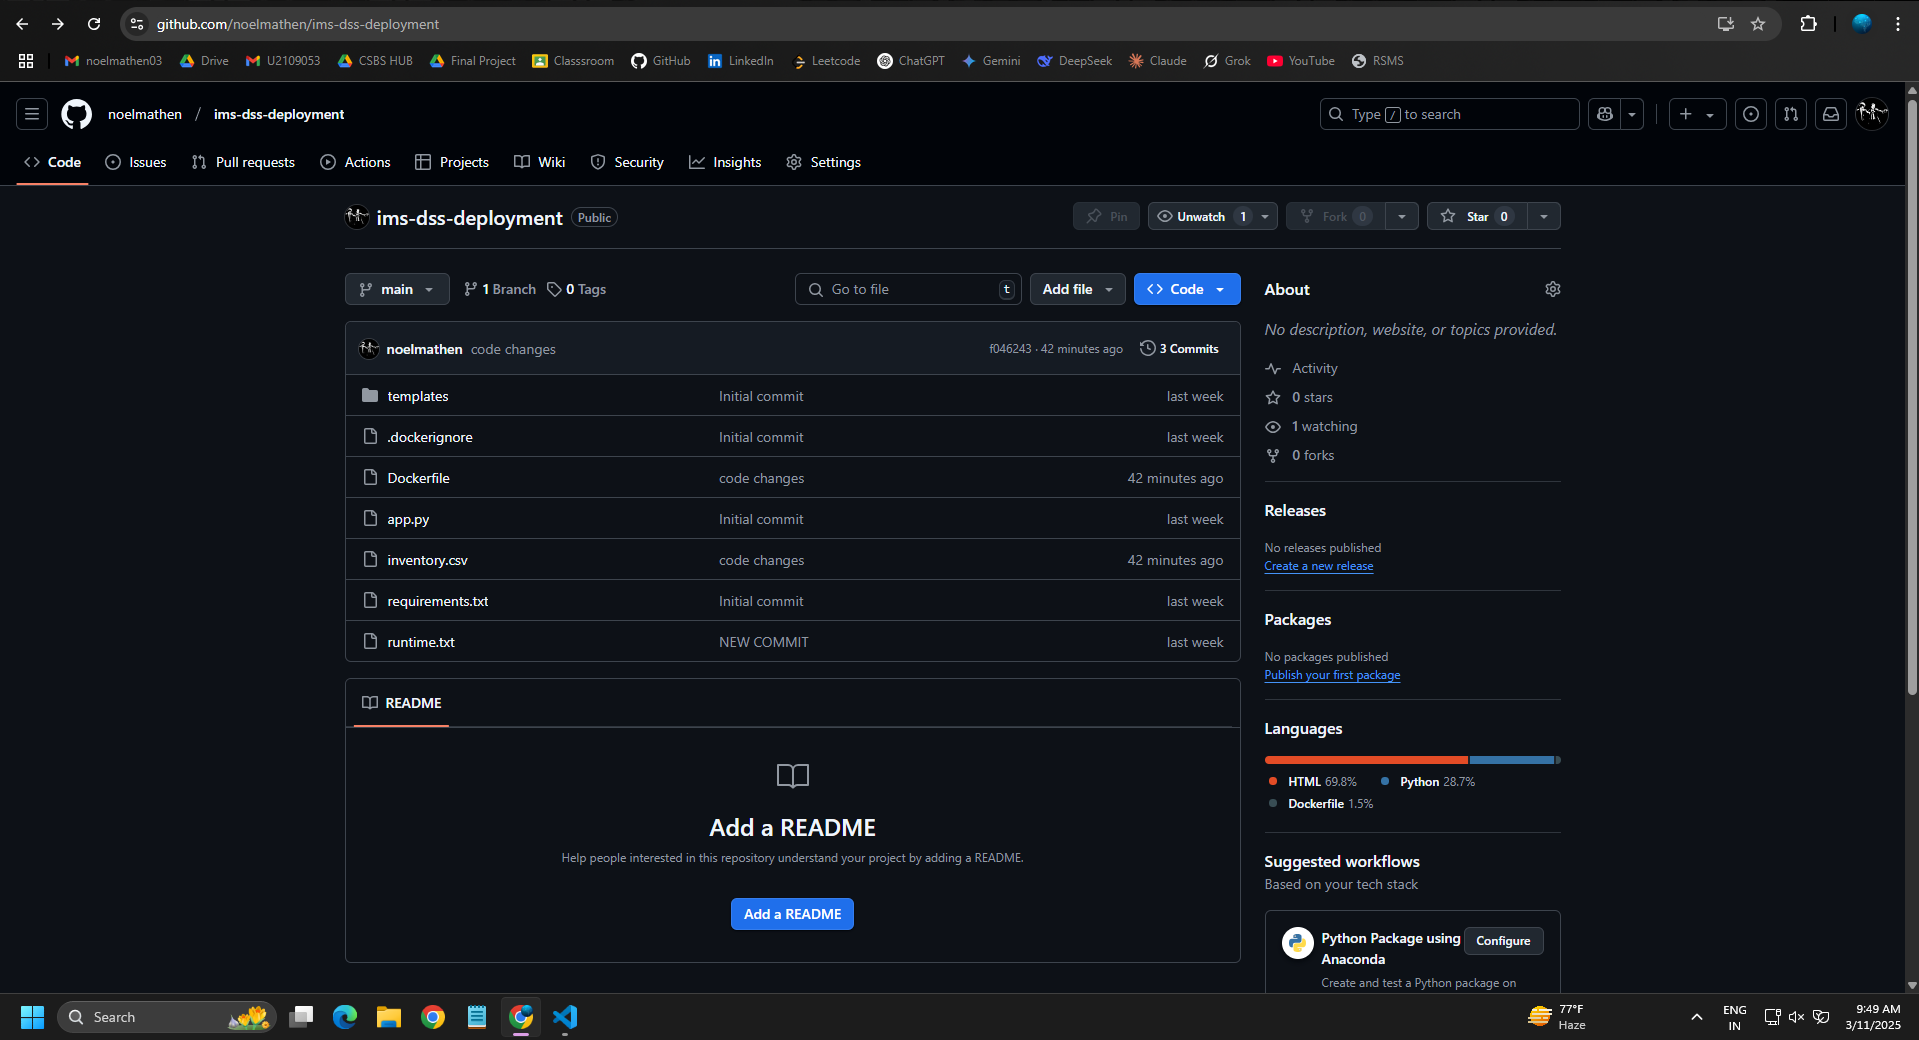 github.com/noelmathen/ims-dss-deployment
noelmathen03 Drive U2109053 CSBS HUB Final Project Classsroom GitHub LinkedIn Leetcode ChatGPT Gemini DeepSeek Claude Grok YouTube RSMS
noelmathen / ims-dss-deployment
Type / to search
Code Issues Pull requests Actions Projects Wiki Security Insights Settings
ims-dss-deployment Public
Pin Unwatch 1 Fork 0 Star 0
main 1 Branch 0 Tags Go to file t Add file <> Code
noelmathen code changes f046243 · 42 minutes ago 3 Commits
templates Initial commit last week
.dockerignore Initial commit last week
Dockerfile code changes 42 minutes ago
app.py Initial commit last week
inventory.csv code changes 42 minutes ago
requirements.txt Initial commit last week
runtime.txt NEW COMMIT last week
README
Add a README
Help people interested in this repository understand your project by adding a README.
Add a README
About
No description, website, or topics provided.
Activity
0 stars
1 watching
0 forks
Releases
No releases published
Create a new release
Packages
No packages published
Publish your first package
Languages
HTML 69.8% Python 28.7%
Dockerfile 1.5%
Suggested workflows
Based on your tech stack
Python Package using
Anaconda
Configure
Create and test a Python package on
Search
77°F
Haze
ENG
IN
9:49 AM
3/11/2025